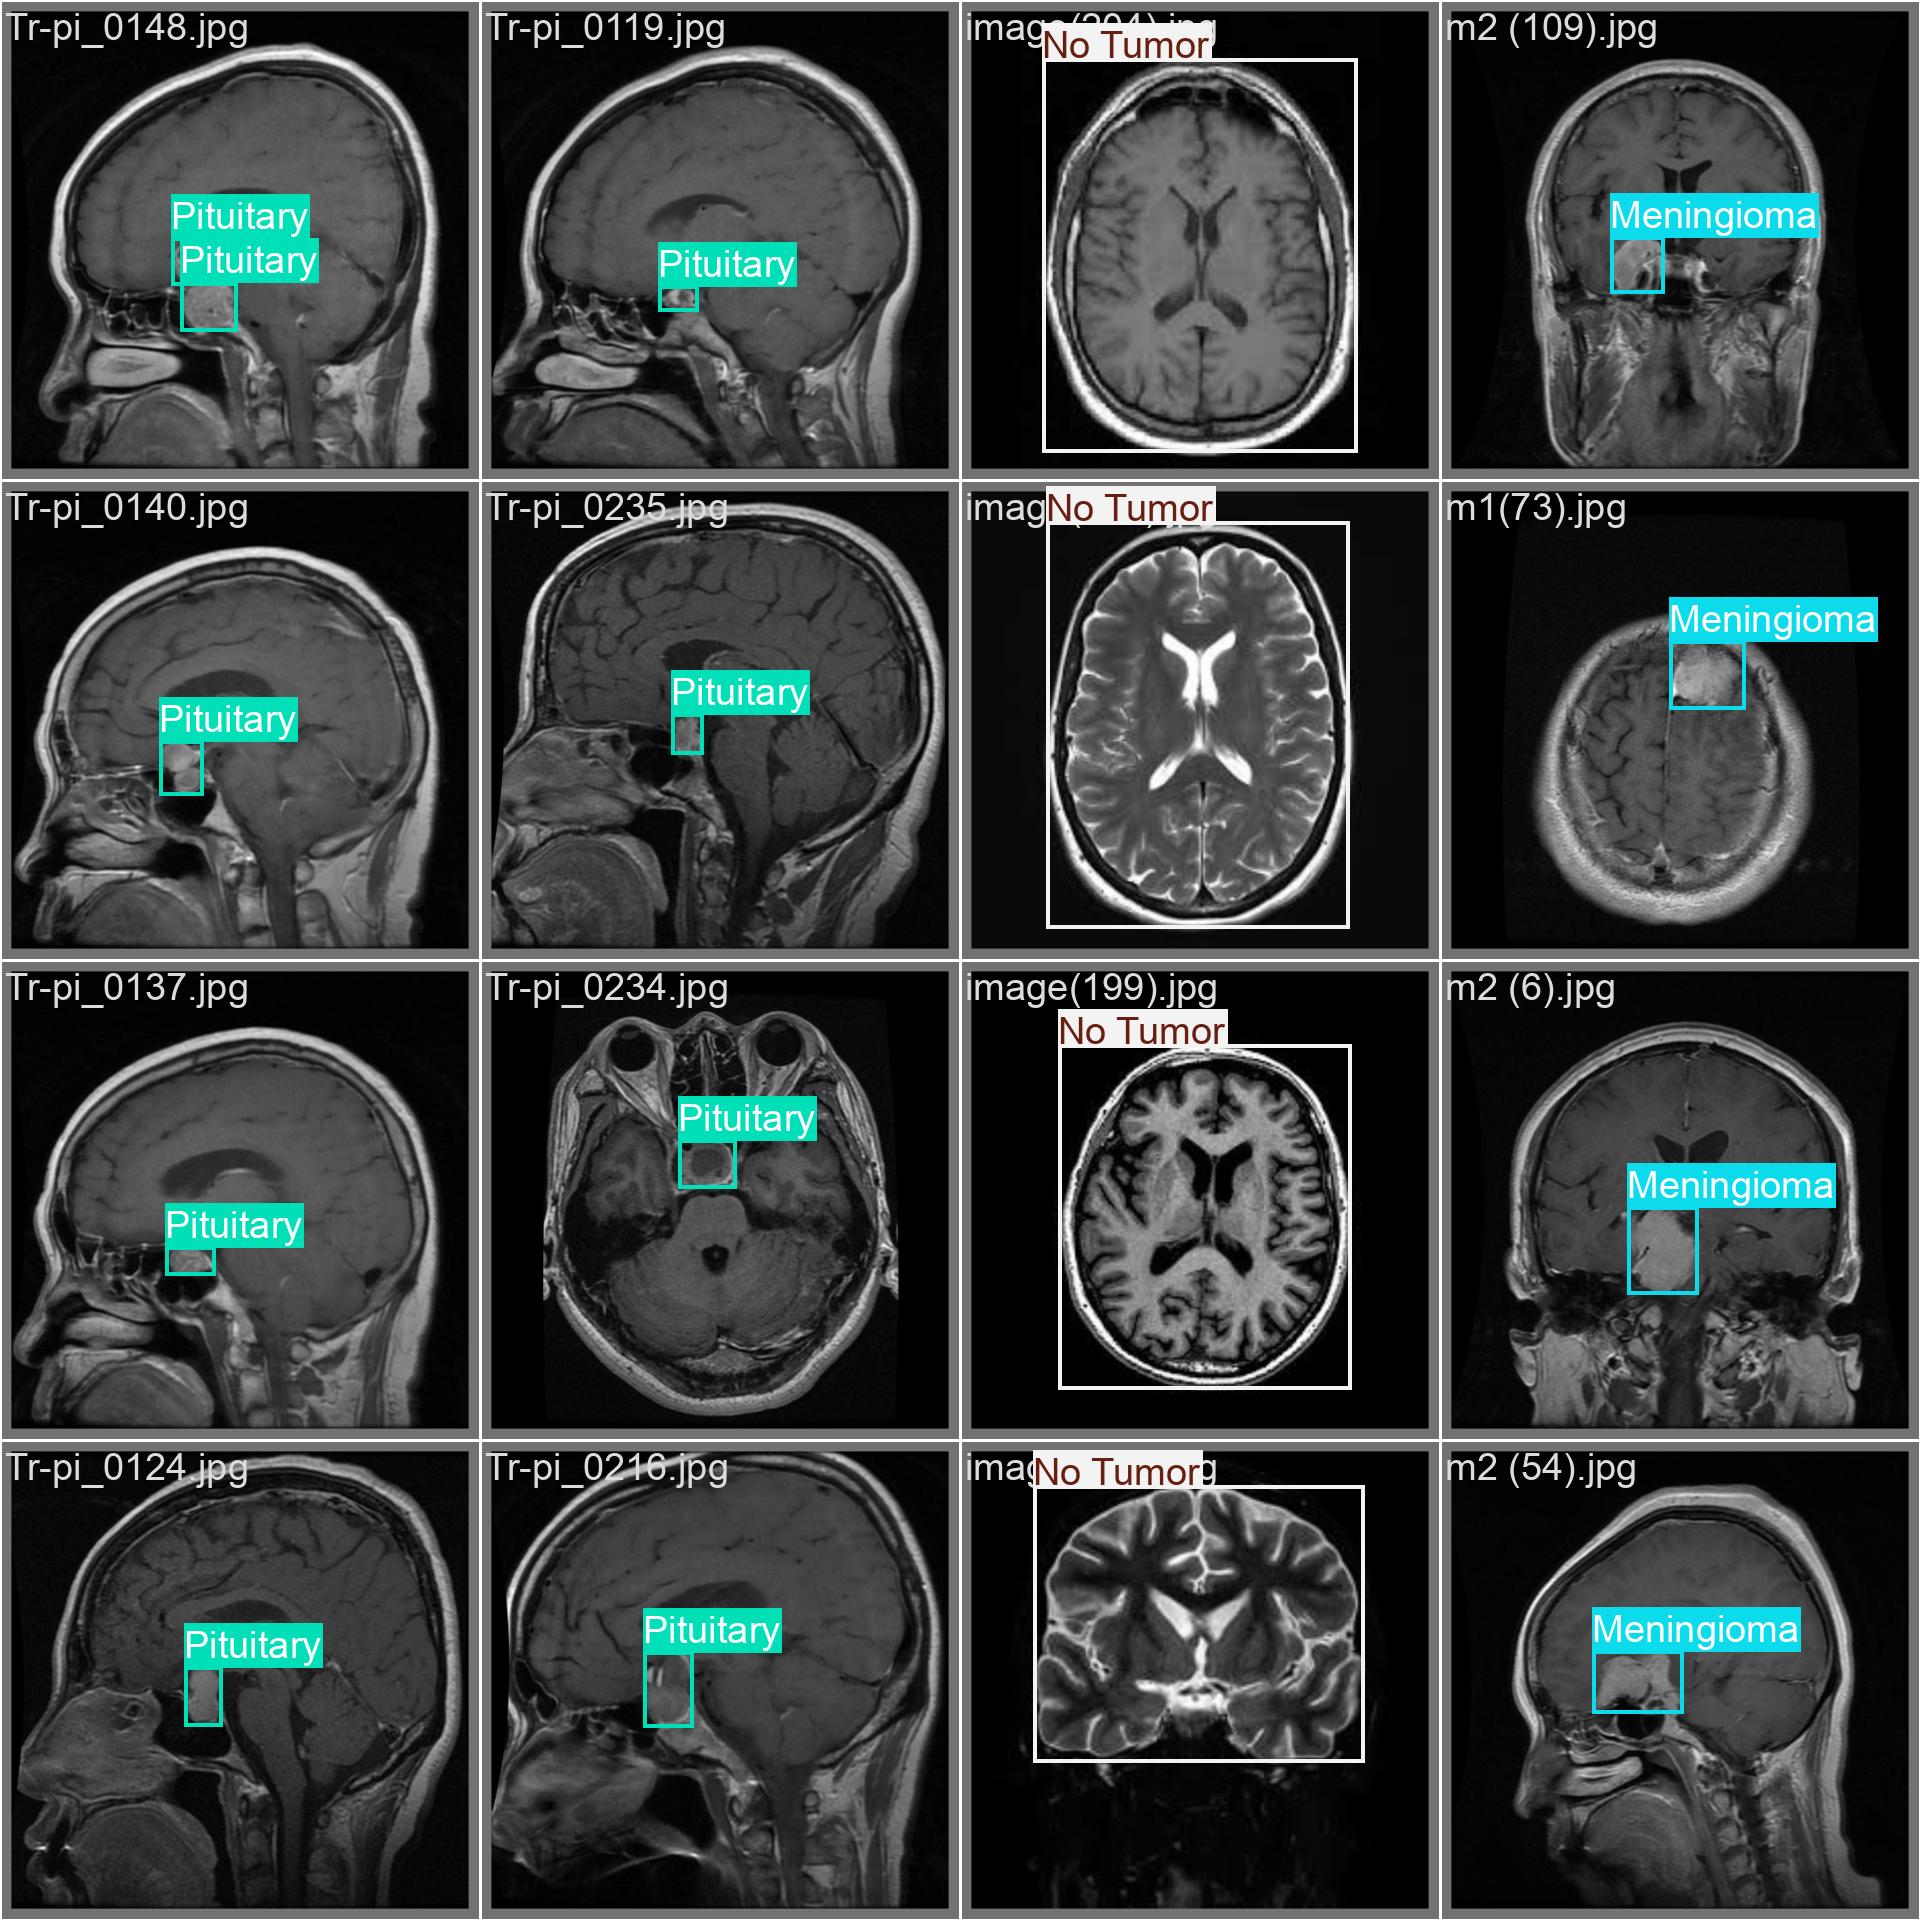 Tr-pi_0148.jpg
Pituitary
Pituitary
Tr-pi_0119.jpg
Pituitary
No Tumor
m2 (109).jpg
Meningioma
Tr-pi_0140.jpg
Pituitary
Tr-pi_0235.jpg
Pituitary
No Tumor
m1(73).jpg
Meningioma
Tr-pi_0137.jpg
Pituitary
Tr-pi_0234.jpg
Pituitary
image(199).jpg
No Tumor
m2 (6).jpg
Meningioma
Tr-pi_0124.jpg
Pituitary
Tr-pi_0216.jpg
Pituitary
No Tumor
m2 (54).jpg
Meningioma